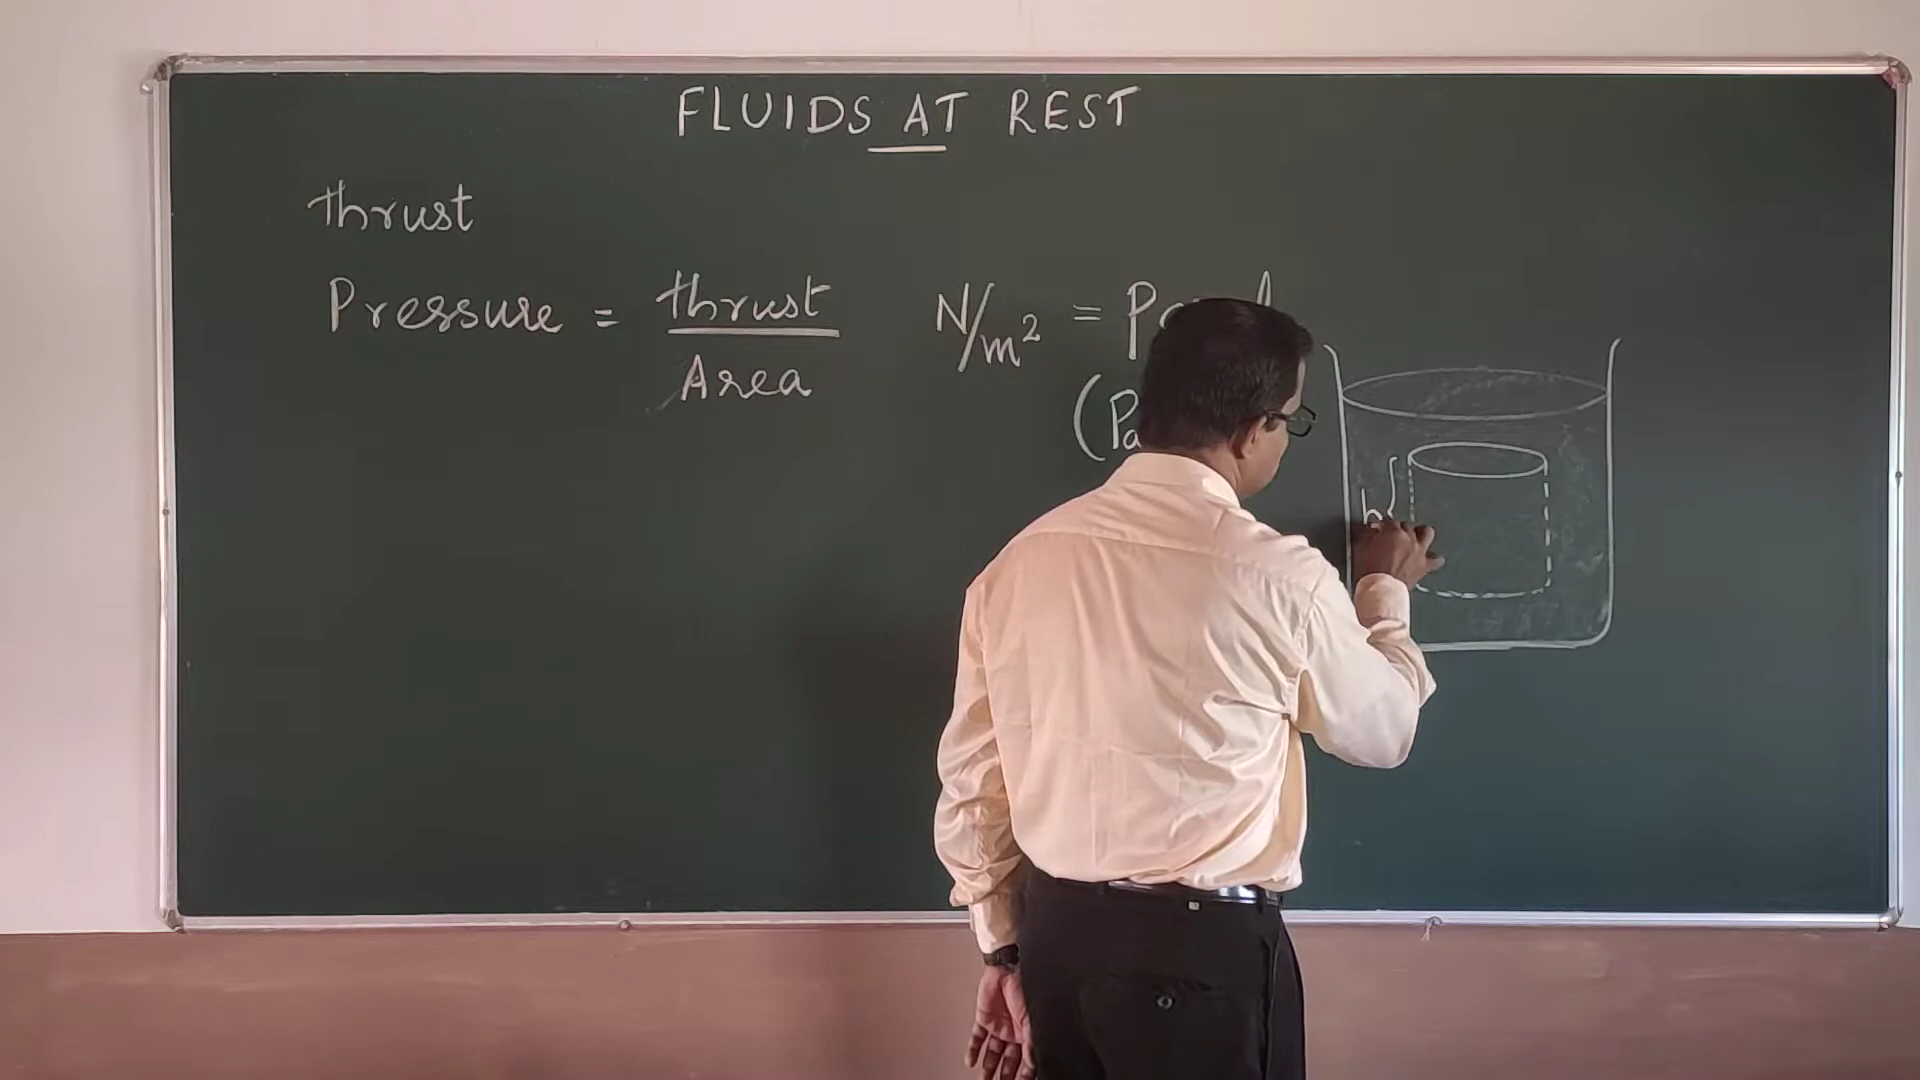 FLUIDS AT REST
Thrust
Pressure = thrust / Area
N/m² =
h